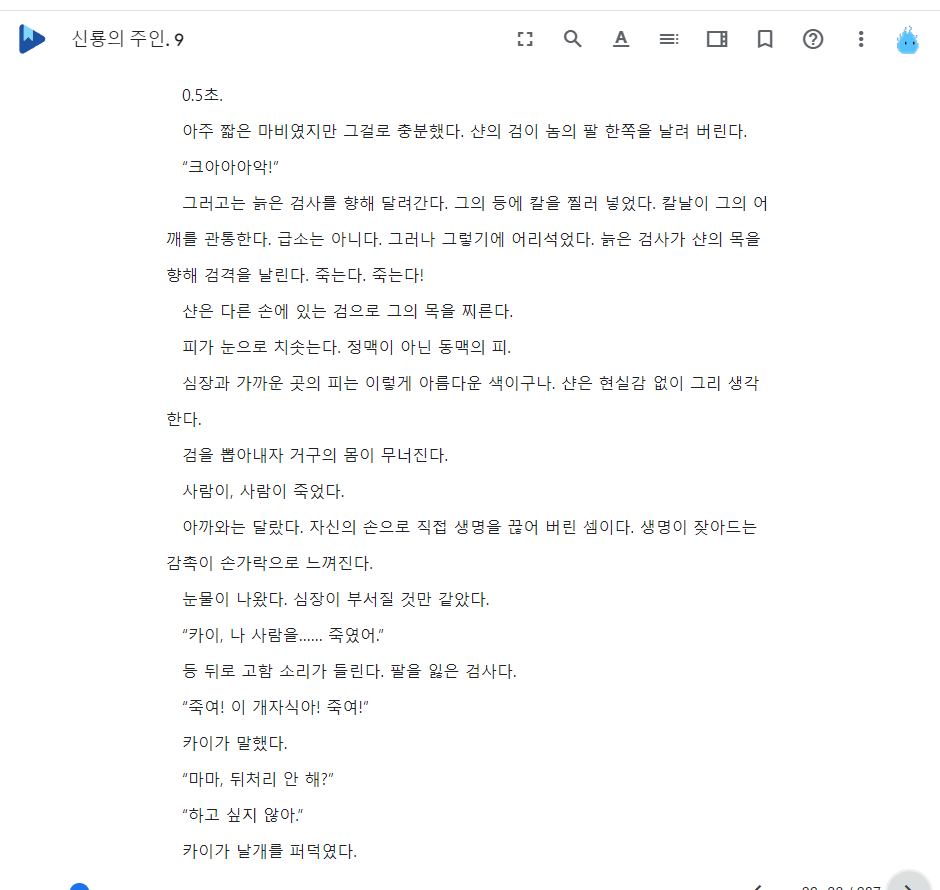 신룡의 주인. 9
0.5초.
아주 짧은 마비였지만 그걸로 충분했다. 샨의 검이 놈의 팔 한쪽을 날려 버린다.
“크아아아악!”
그러고는 늙은 검사를 향해 달려간다. 그의 등에 칼을 찔러 넣었다. 칼날이 그의 어
깨를 관통한다. 급소는 아니다. 그러나 그렇기에 어리석었다. 늙은 검사가 샨의 목을
향해 검격을 날린다. 죽는다. 죽는다!
샨은 다른 손에 있는 검으로 그의 목을 찌른다.
피가 눈으로 치솟는다. 정맥이 아닌 동맥의 피.
심장과 가까운 곳의 피는 이렇게 아름다운 색이구나. 샨은 현실감 없이 그리 생각
한다.
검을 뽑아내자 거구의 몸이 무너진다.
사람이, 사람이 죽었다.
아까와는 달랐다. 자신의 손으로 직접 생명을 끊어 버린 셈이다. 생명이 잦아드는
감촉이 손가락으로 느껴진다.
눈물이 나왔다. 심장이 부서질 것만 같았다.
“카이, 나 사람을…… 죽였어.”
등 뒤로 고함 소리가 들린다. 팔을 잃은 검사다.
“죽여! 이 개자식아! 죽여!”
카이가 말했다.
“마마, 뒤처리 안 해?”
“하고 싶지 않아.”
카이가 날개를 퍼덕였다.